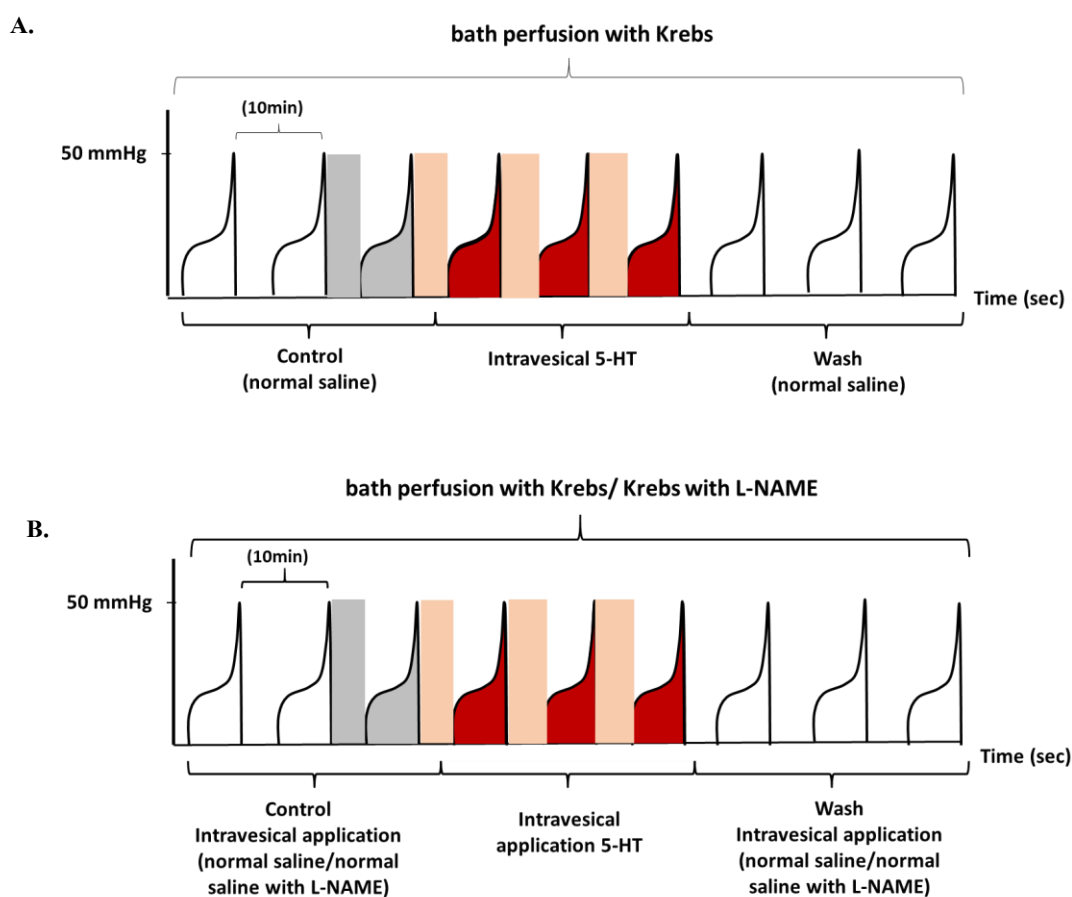 A.
bath perfusion with Krebs
(10min)
50 mmHg
Time (sec)
Control
(normal saline)
Intravesical 5-HT
Wash
(normal saline)
bath perfusion with Krebs/ Krebs with L-NAME
B.
(10min)
50 mmHg
Time (sec)
Control
Intravesical application
(normal saline/normal
saline with L-NAME)
Intravesical
application 5-HT
Wash
Intravesical application
(normal saline/normal
saline with L-NAME)